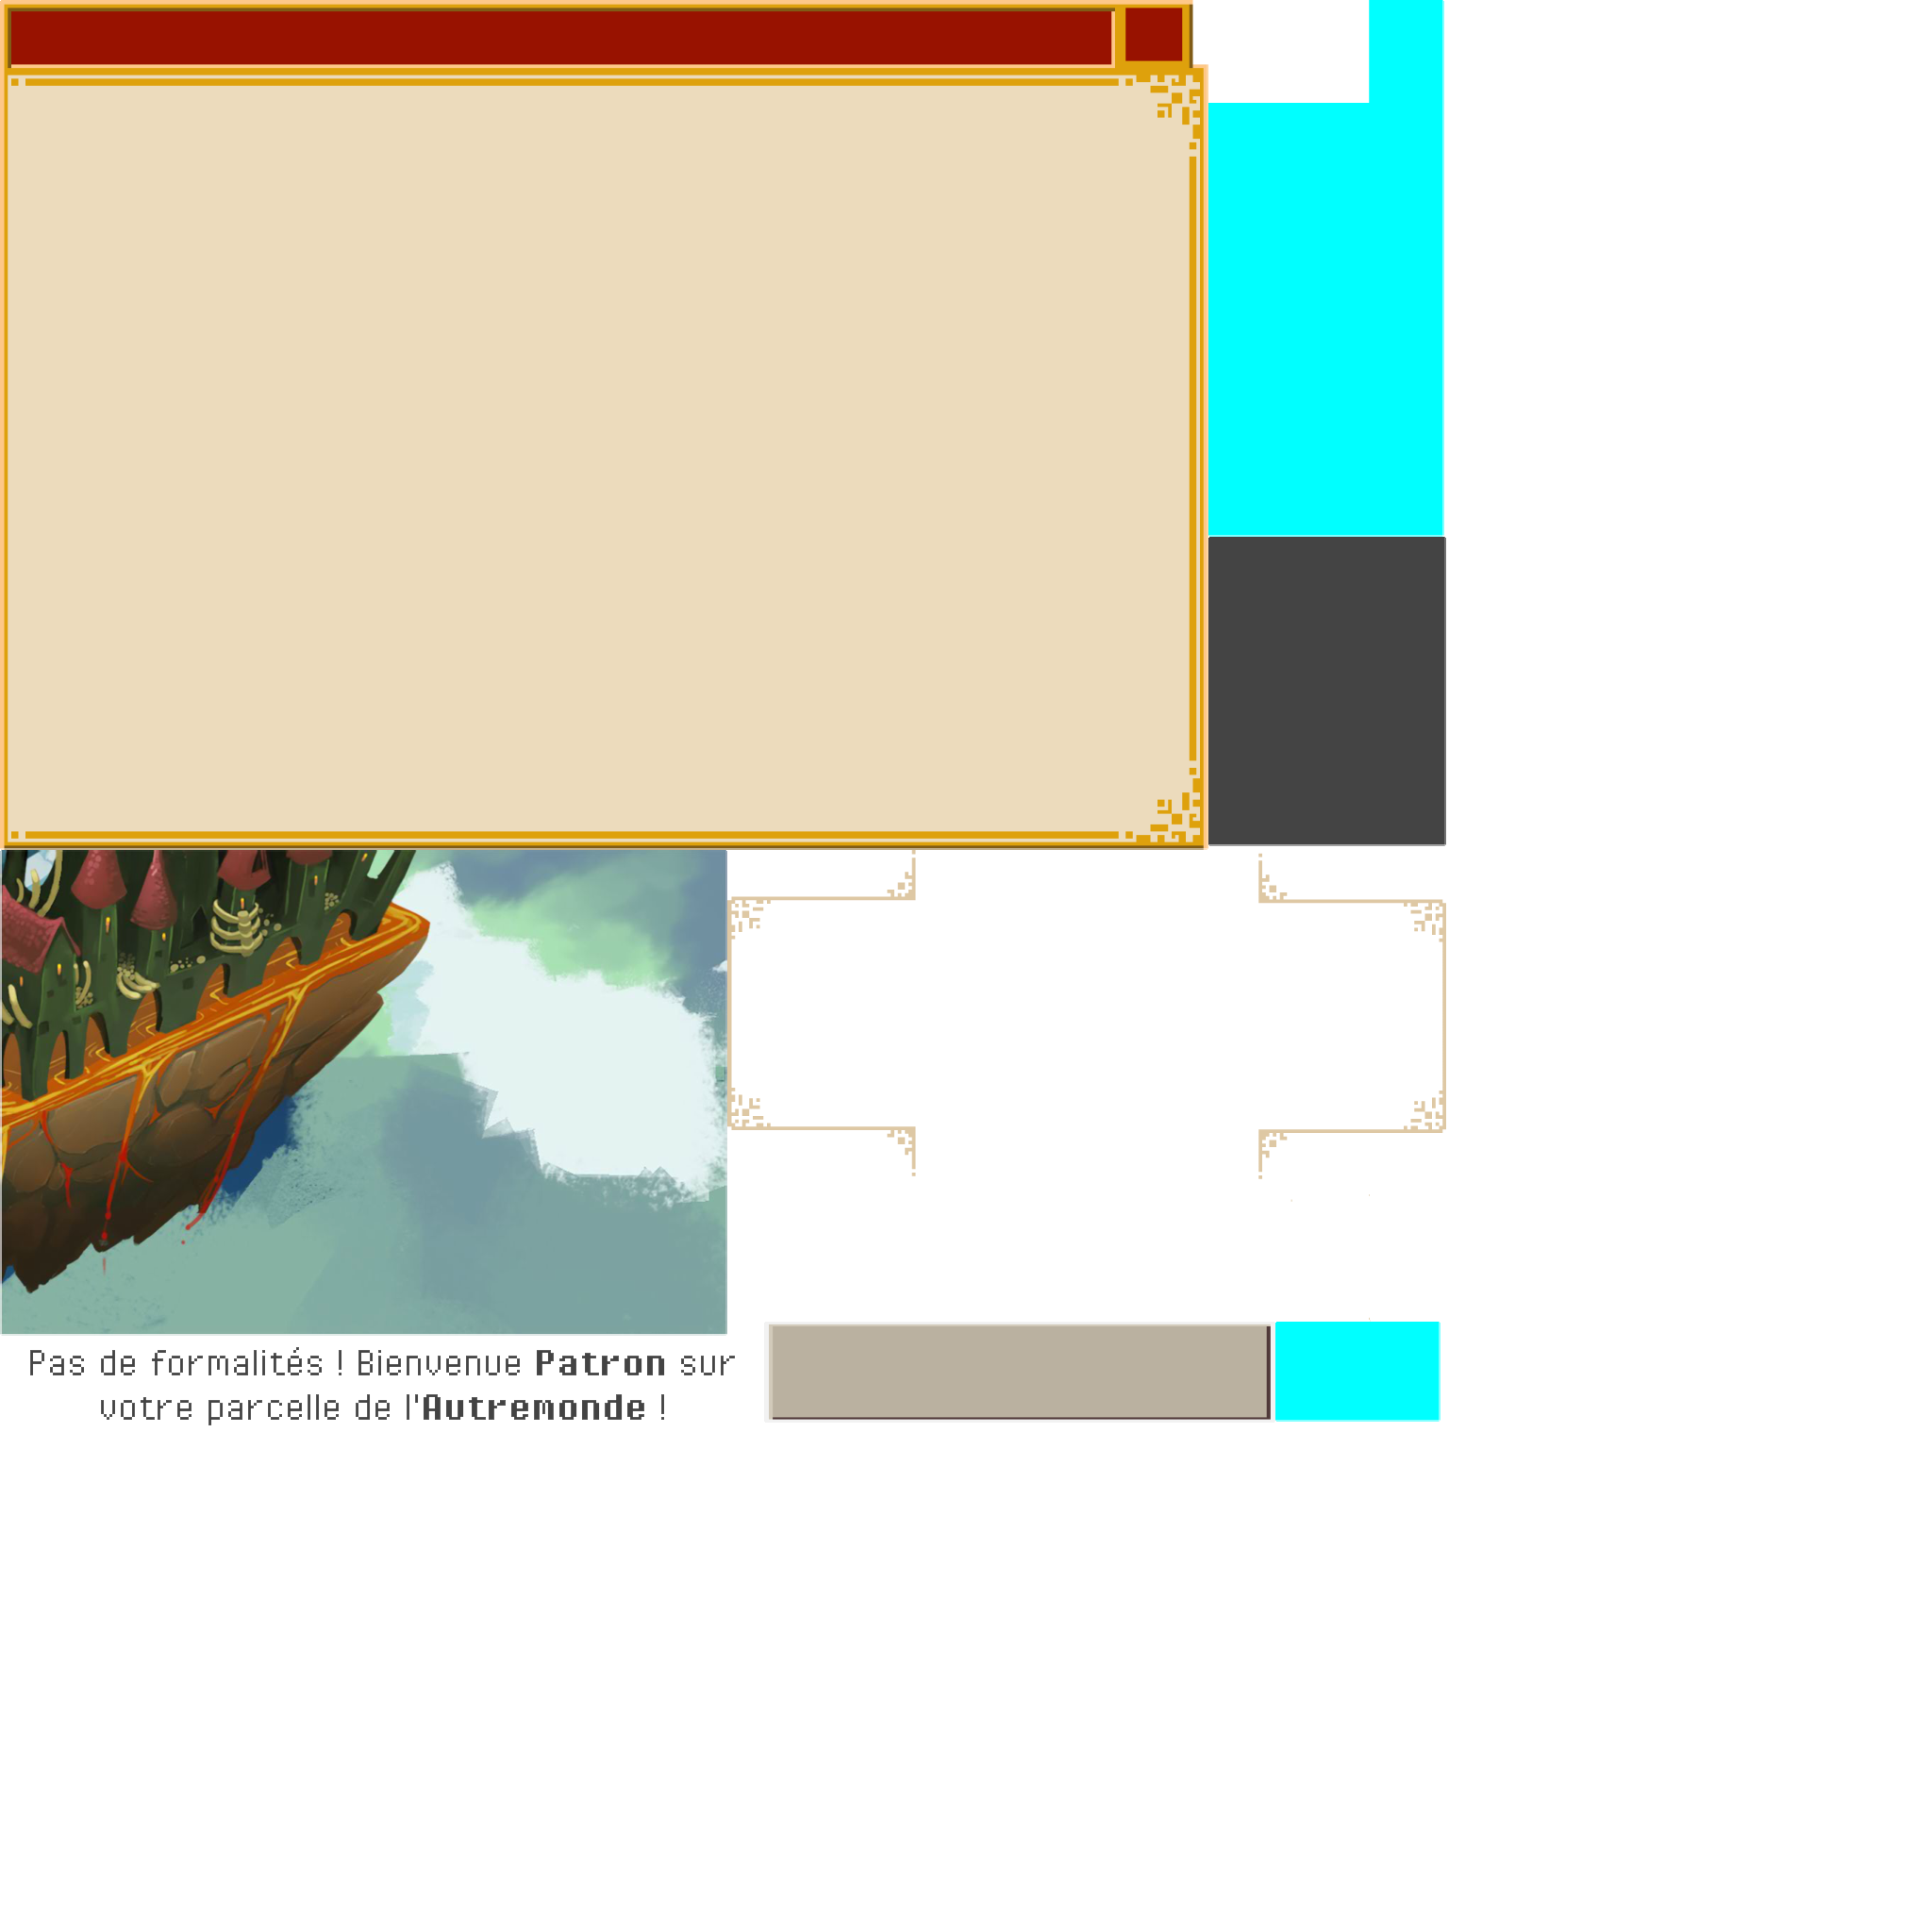 Pas de formalités ! Bienvenue Patron sur
votre parcelle de l'Autremonde !